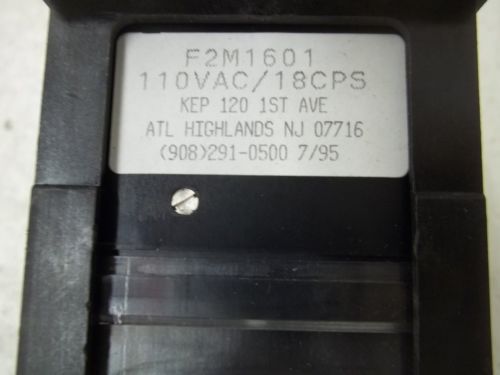 F2M1601
110VAC/18CPS
KEP 120 1ST AVE
ATL HIGHLANDS NJ 07716
(908)291-0500 7/95